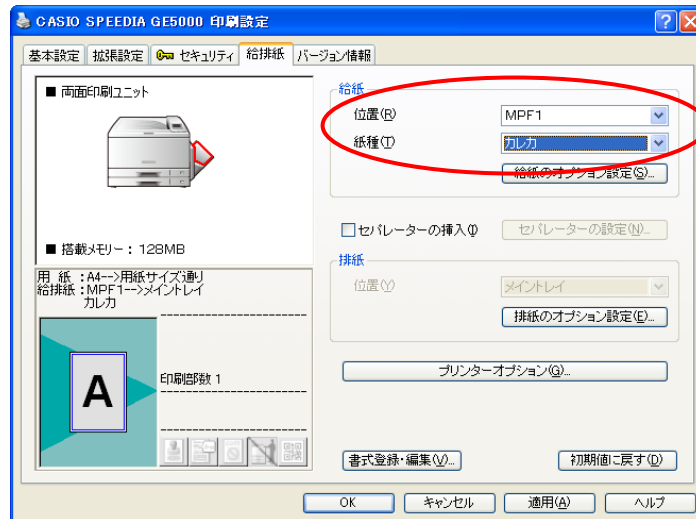 CASIO SPEEDIA GE5000 印刷設定
基本設定 拡張設定 セキュリティ 給排紙 バージョン情報
■ 両面印刷ユニット
■ 搭載メモリー： 128MB
用　紙 ：A4-->用紙サイズ通り
給排紙：MPF1-->メイントレイ
カレカ
A
印刷部数 1
給紙
位置(R) MPF1
紙種(T) カレカ
給紙のオプション設定(S)...
セパレーターの挿入(I) セパレーターの設定(N)...
排紙
位置(Y) メイントレイ
排紙のオプション設定(E)...
プリンターオプション(G)...
書式登録・編集(V)... 初期値に戻す(D)
OK キャンセル 適用(A) ヘルプ